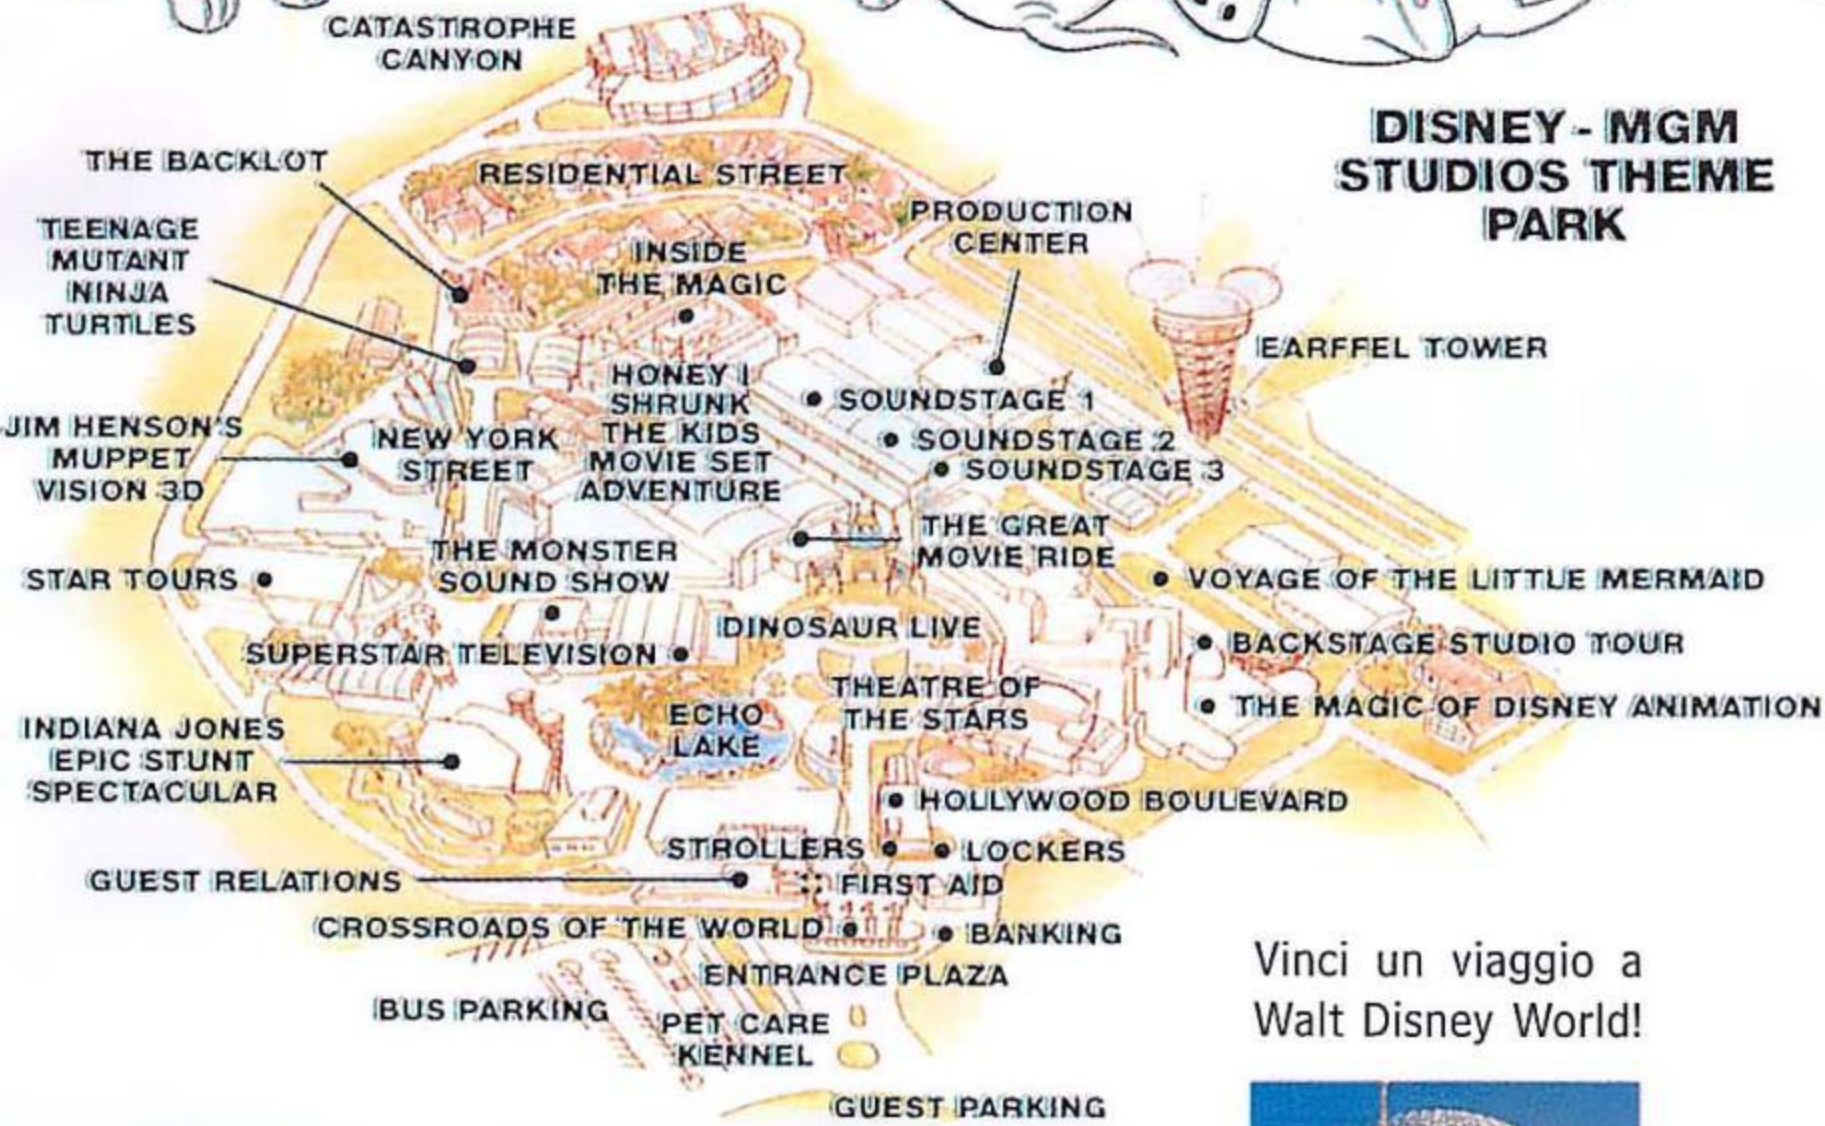 CATASTROPHE
CANYON
DISNEY - MGM
STUDIOS THEME
PARK
THE BACKLOT
RESIDENTIAL STREET
TEENAGE
MUTANT
NINJA
TURTLES
PRODUCTION
CENTER
INSIDE
THE MAGIC
EARFFEL TOWER
HONEY I
SHRUNK
THE KIDS
MOVIE SET
ADVENTURE
SOUNDSTAGE 1
SOUNDSTAGE 2
SOUNDSTAGE 3
JIM HENSON'S
MUPPET
VISION 3D
NEW YORK
STREET
THE GREAT
MOVIE RIDE
THE MONSTER
SOUND SHOW
STAR TOURS
VOYAGE OF THE LITTLE MERMAID
DINOSAUR LIVE
SUPERSTAR TELEVISION
BACKSTAGE STUDIO TOUR
THEATRE OF
THE STARS
ECHO
LAKE
THE MAGIC OF DISNEY ANIMATION
INDIANA JONES
EPIC STUNT
SPECTACULAR
HOLLYWOOD BOULEVARD
STROLLERS
LOCKERS
GUEST RELATIONS
FIRST AID
CROSSROADS OF THE WORLD
BANKING
ENTRANCE PLAZA
BUS PARKING
PET CARE
KENNEL
GUEST PARKING
Vinci un viaggio a
Walt Disney World!